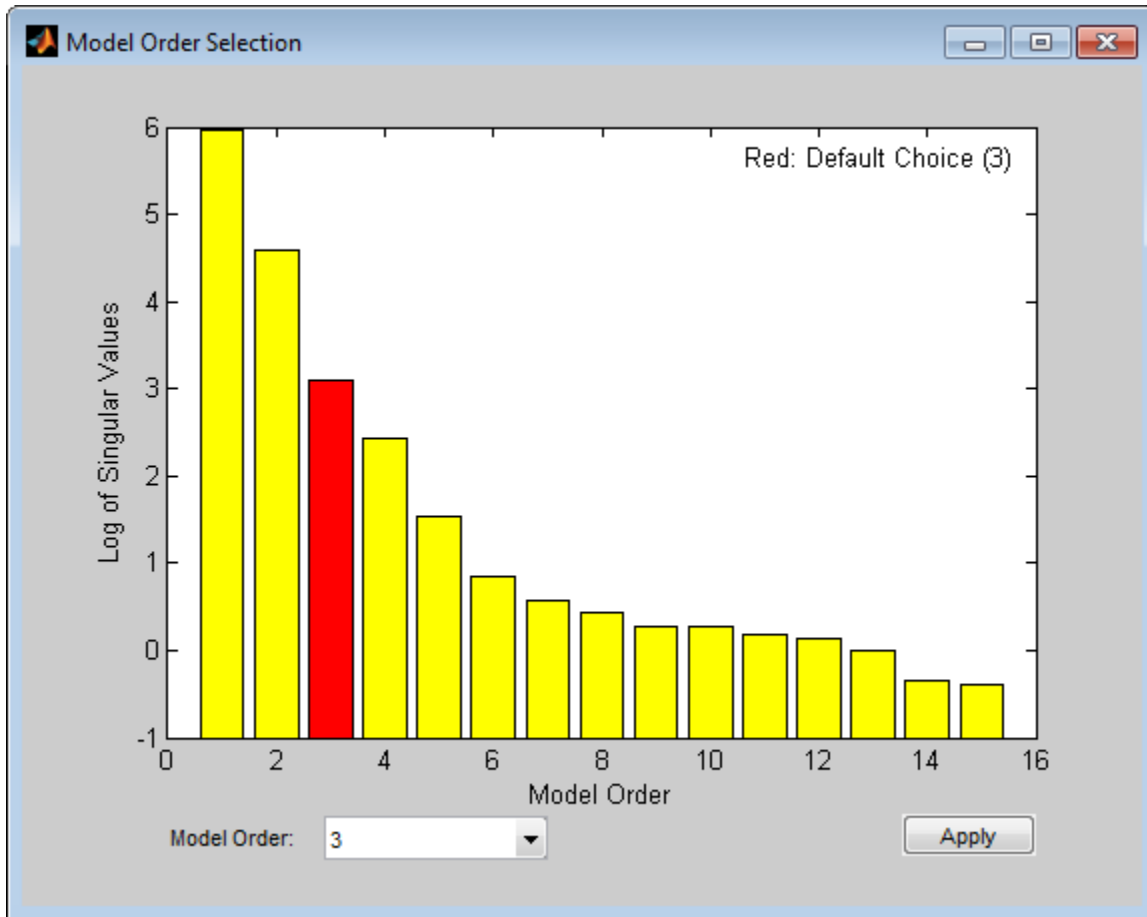 Model Order Selection
Red: Default Choice (3)
6
5
4
3
2
1
0
-1
Log of Singular Values
0 2 4 6 8 10 12 14 16
Model Order
Model Order: 3
Apply